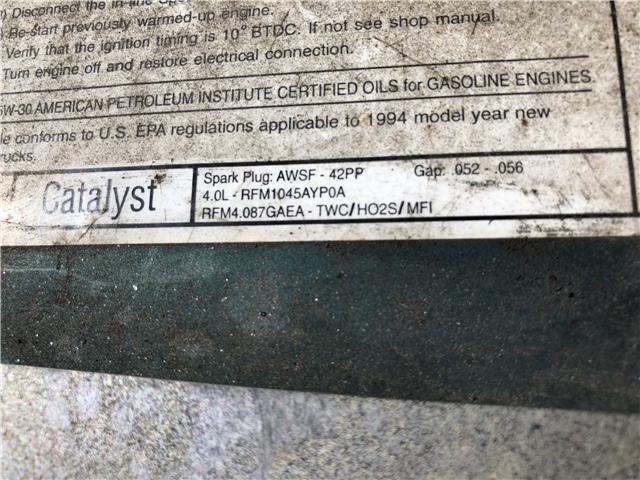 ) Disconnect the in-line
) Re-start previously warmed-up engine.
Verify that the ignition timing is 10° BTDC. If not see shop manual.
Turn engine off and restore electrical connection.
5W-30 AMERICAN PETROLEUM INSTITUTE CERTIFIED OILS for GASOLINE ENGINES
le conforms to U.S. EPA regulations applicable to 1994 model year new
rucks.
Catalyst
Spark Plug: AWSF - 42PP Gap: .052 - .056
4.0L - RFM1045AYP0A
RFM4.087GAEA - TWC/HO2S/MFI